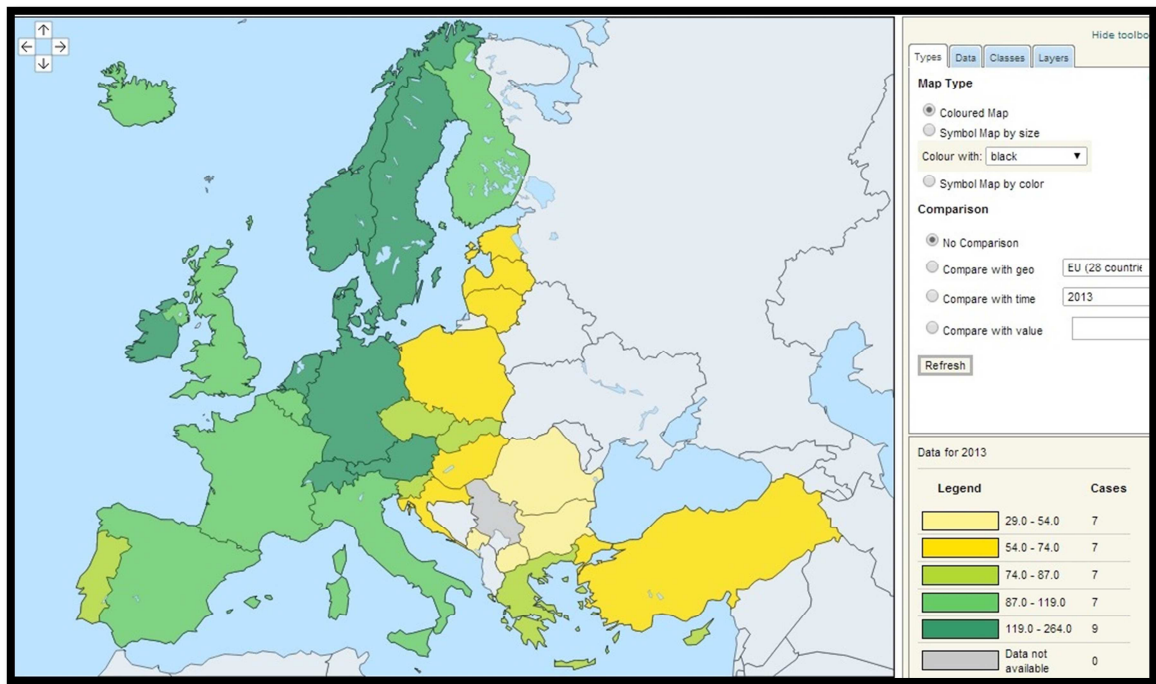 Hide toolbo
Types Data Classes Layers
Map Type
Coloured Map
Symbol Map by size
Colour with: black
Symbol Map by color
Comparison
No Comparison
Compare with geo EU (28 countrie
Compare with time 2013
Compare with value
Refresh
Data for 2013
Legend Cases
29.0 - 54.0 7
54.0 - 74.0 7
74.0 - 87.0 7
87.0 - 119.0 7
119.0 - 264.0 9
Data not
available 0